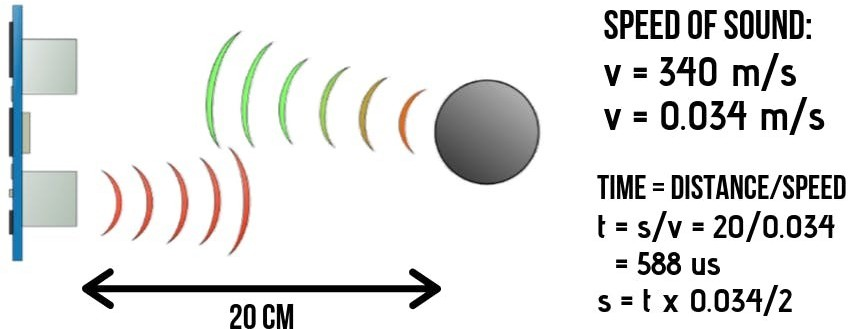 SPEED OF SOUND:
v = 340 m/s
v = 0.034 m/s
TIME = DISTANCE/SPEED
t = s/v = 20/0.034
= 588 us
s = t x 0.034/2
20 CM